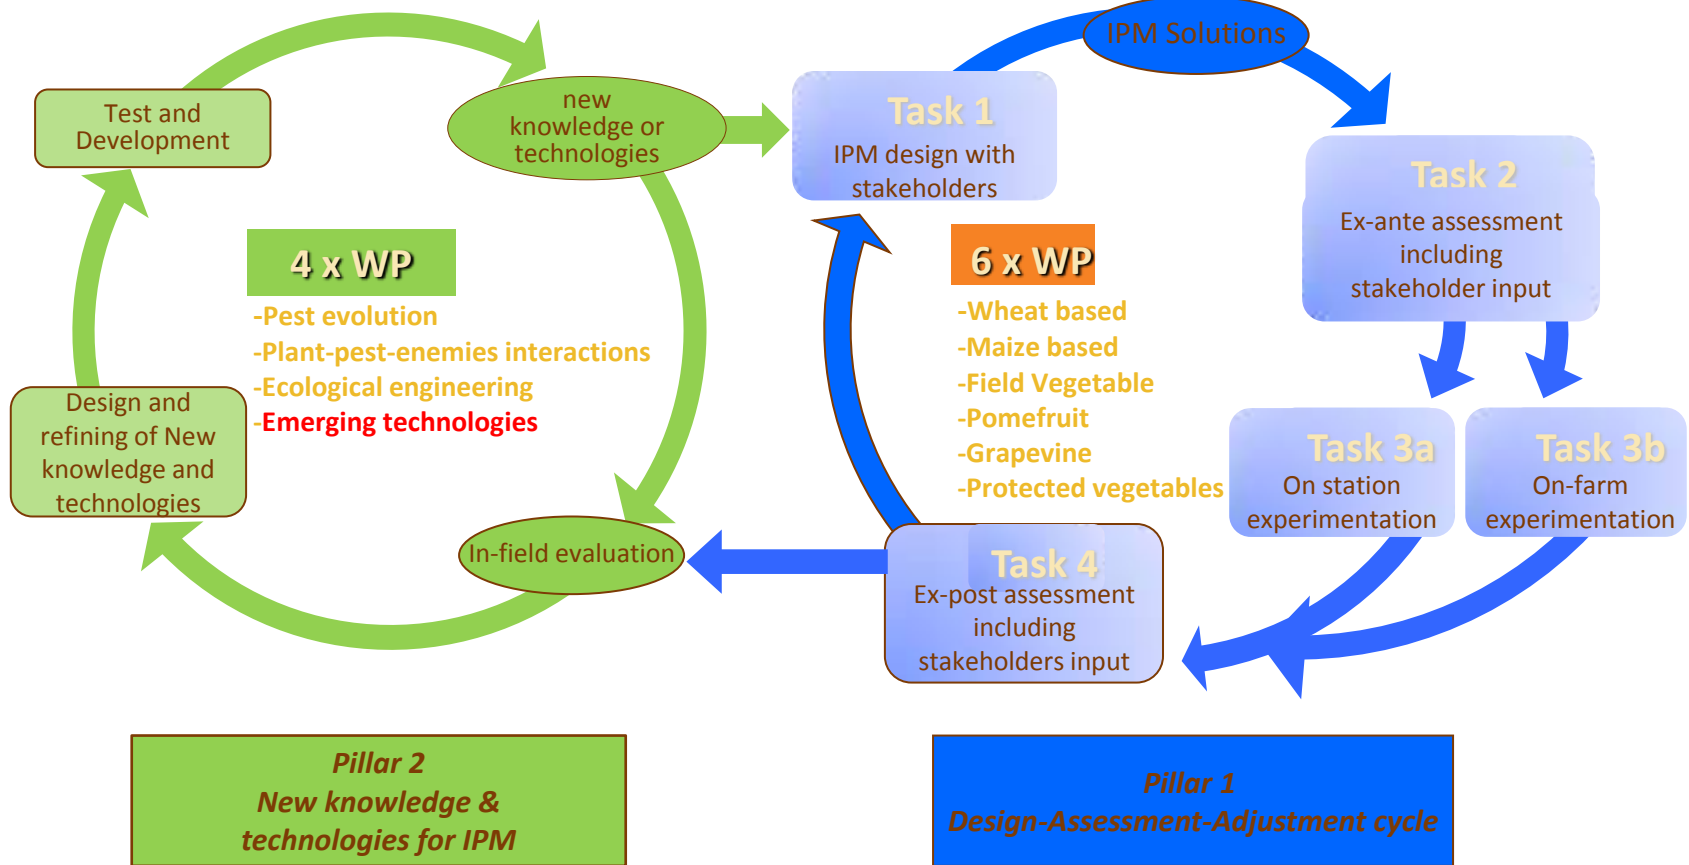 Test and
Development
new
knowledge or
technologies
4 x WP
-Pest evolution
-Plant-pest-enemies interactions
-Ecological engineering
-Emerging technologies
Design and
refining of New
knowledge and
technologies
In-field evaluation
IPM Solutions
Task 1
IPM design with
stakeholders
Task 2
Ex-ante assessment
including
stakeholder input
6 x WP
-Wheat based
-Maize based
-Field Vegetable
-Pomefruit
-Grapevine
-Protected vegetables
Task 3a
On station
experimentation
Task 3b
On-farm
experimentation
Task 4
Ex-post assessment
including
stakeholders input
Pillar 2
New knowledge &
technologies for IPM
Pillar 1
Design-Assessment-Adjustment cycle